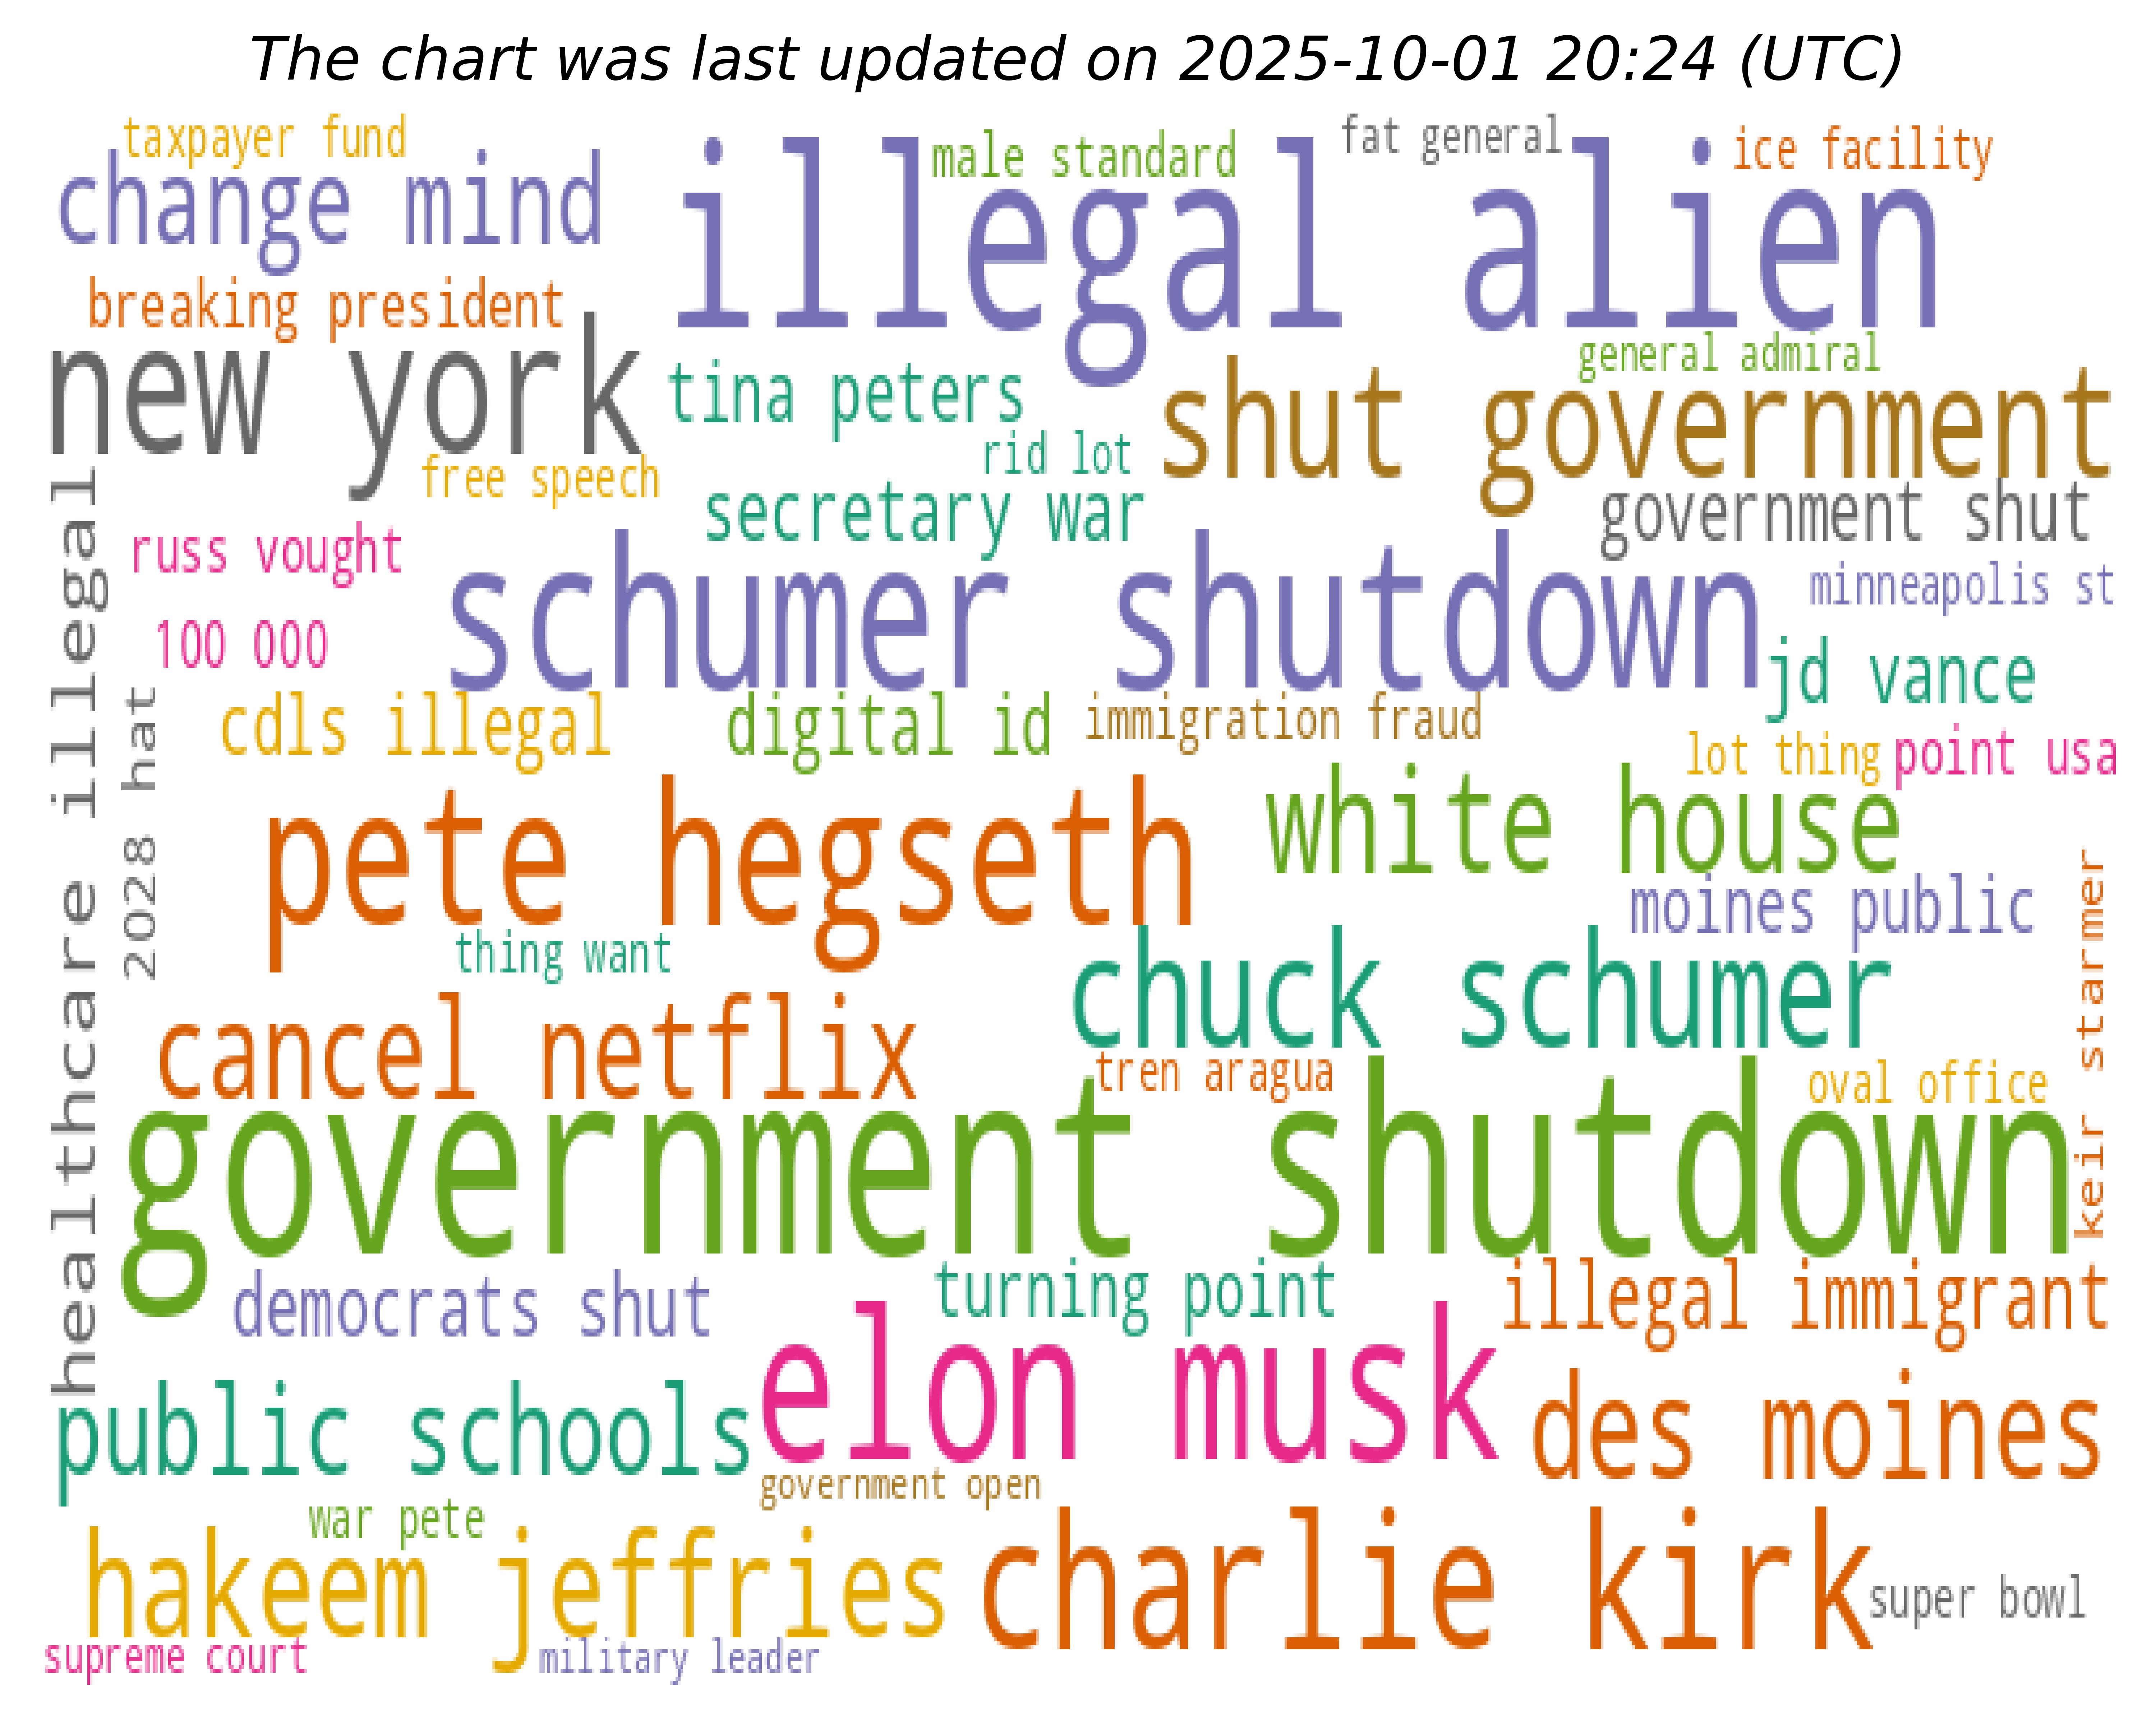 The chart was last updated on 2025-10-01 20:24 (UTC)
taxpayer fund
male standard
fat general
ice facility
change mind
illegal alien
breaking president
new york
tina peters
general admiral
shut government
rid lot
free speech
secretary war
government shut
healthcare illegal
russ vought
schumer shutdown
minneapolis st
100 000
jd vance
2028 hat
cdls illegal
digital id
immigration fraud
lot thing
point usa
pete hegseth
white house
moines public
keir starmer
thing want
chuck schumer
cancel netflix
tren aragua
oval office
government shutdown
democrats shut
turning point
illegal immigrant
public schools
elon musk
des moines
government open
war pete
hakeem jeffries
charlie kirk
super bowl
supreme court
military leader